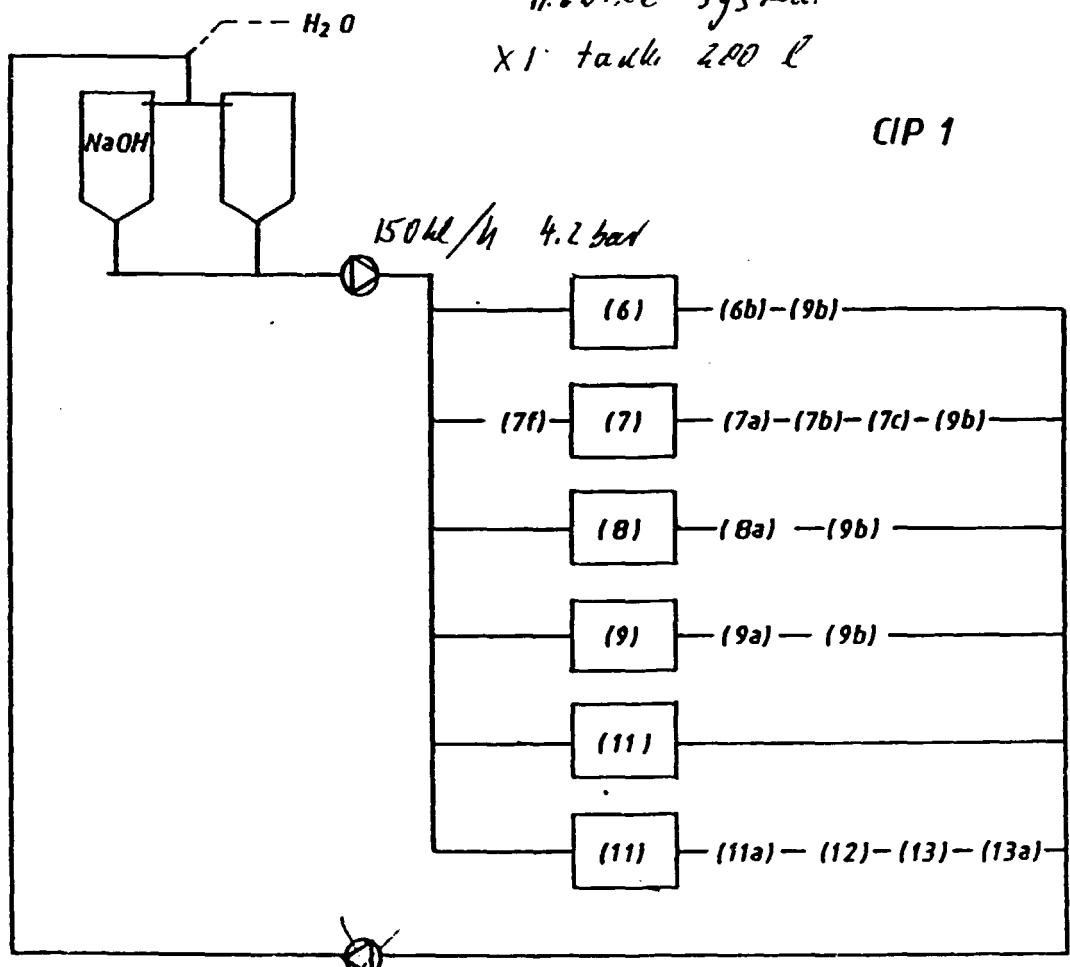 H₂O
X1 tank 200 l
CIP 1
NaOH
150 hl/h 4.2 bar
(6) (6b)-(9b)
(7f) (7) (7a)-(7b)-(7c)-(9b)
(8) (8a) - (9b)
(9) (9a) - (9b)
(11)
(11) (11a) - (12) - (13) - (13a)